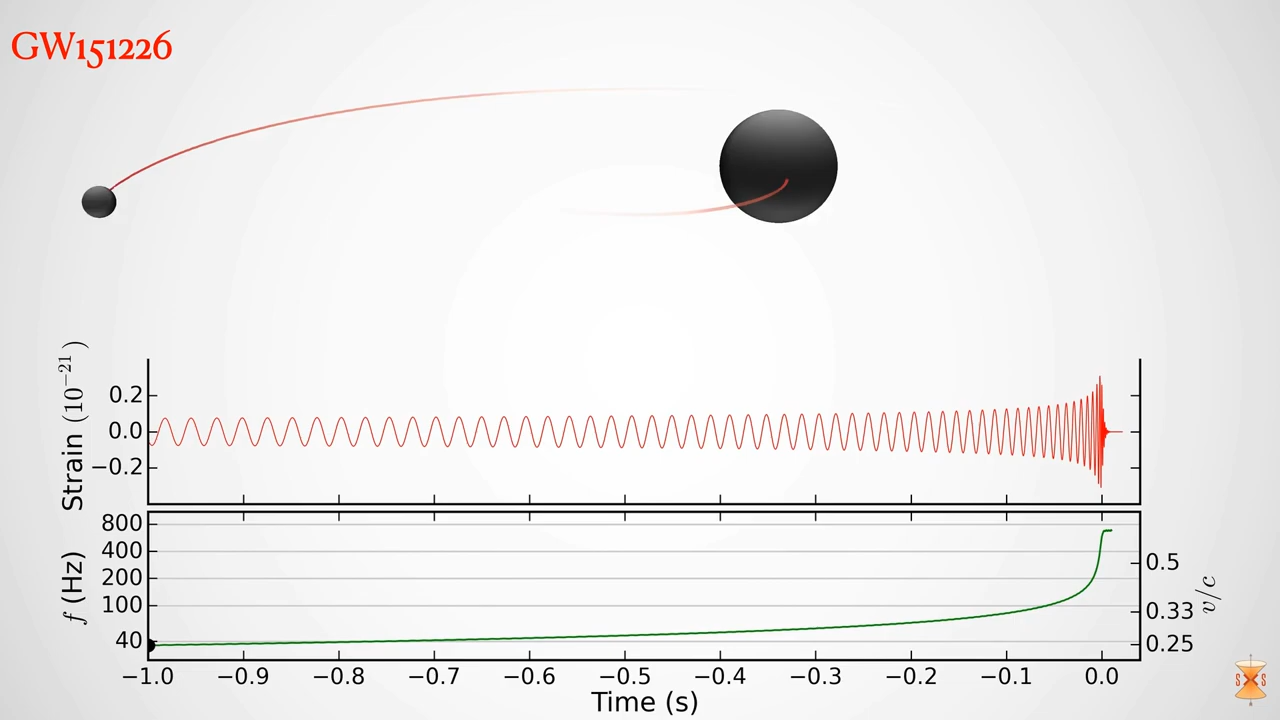 GW151226
Strain (10⁻²¹)
0.2
0.0
−0.2
f (Hz)
800
400
200
100
40
0.5
0.33
0.25
v/c
−1.0 −0.9 −0.8 −0.7 −0.6 −0.5 −0.4 −0.3 −0.2 −0.1 0.0
Time (s)
SXS